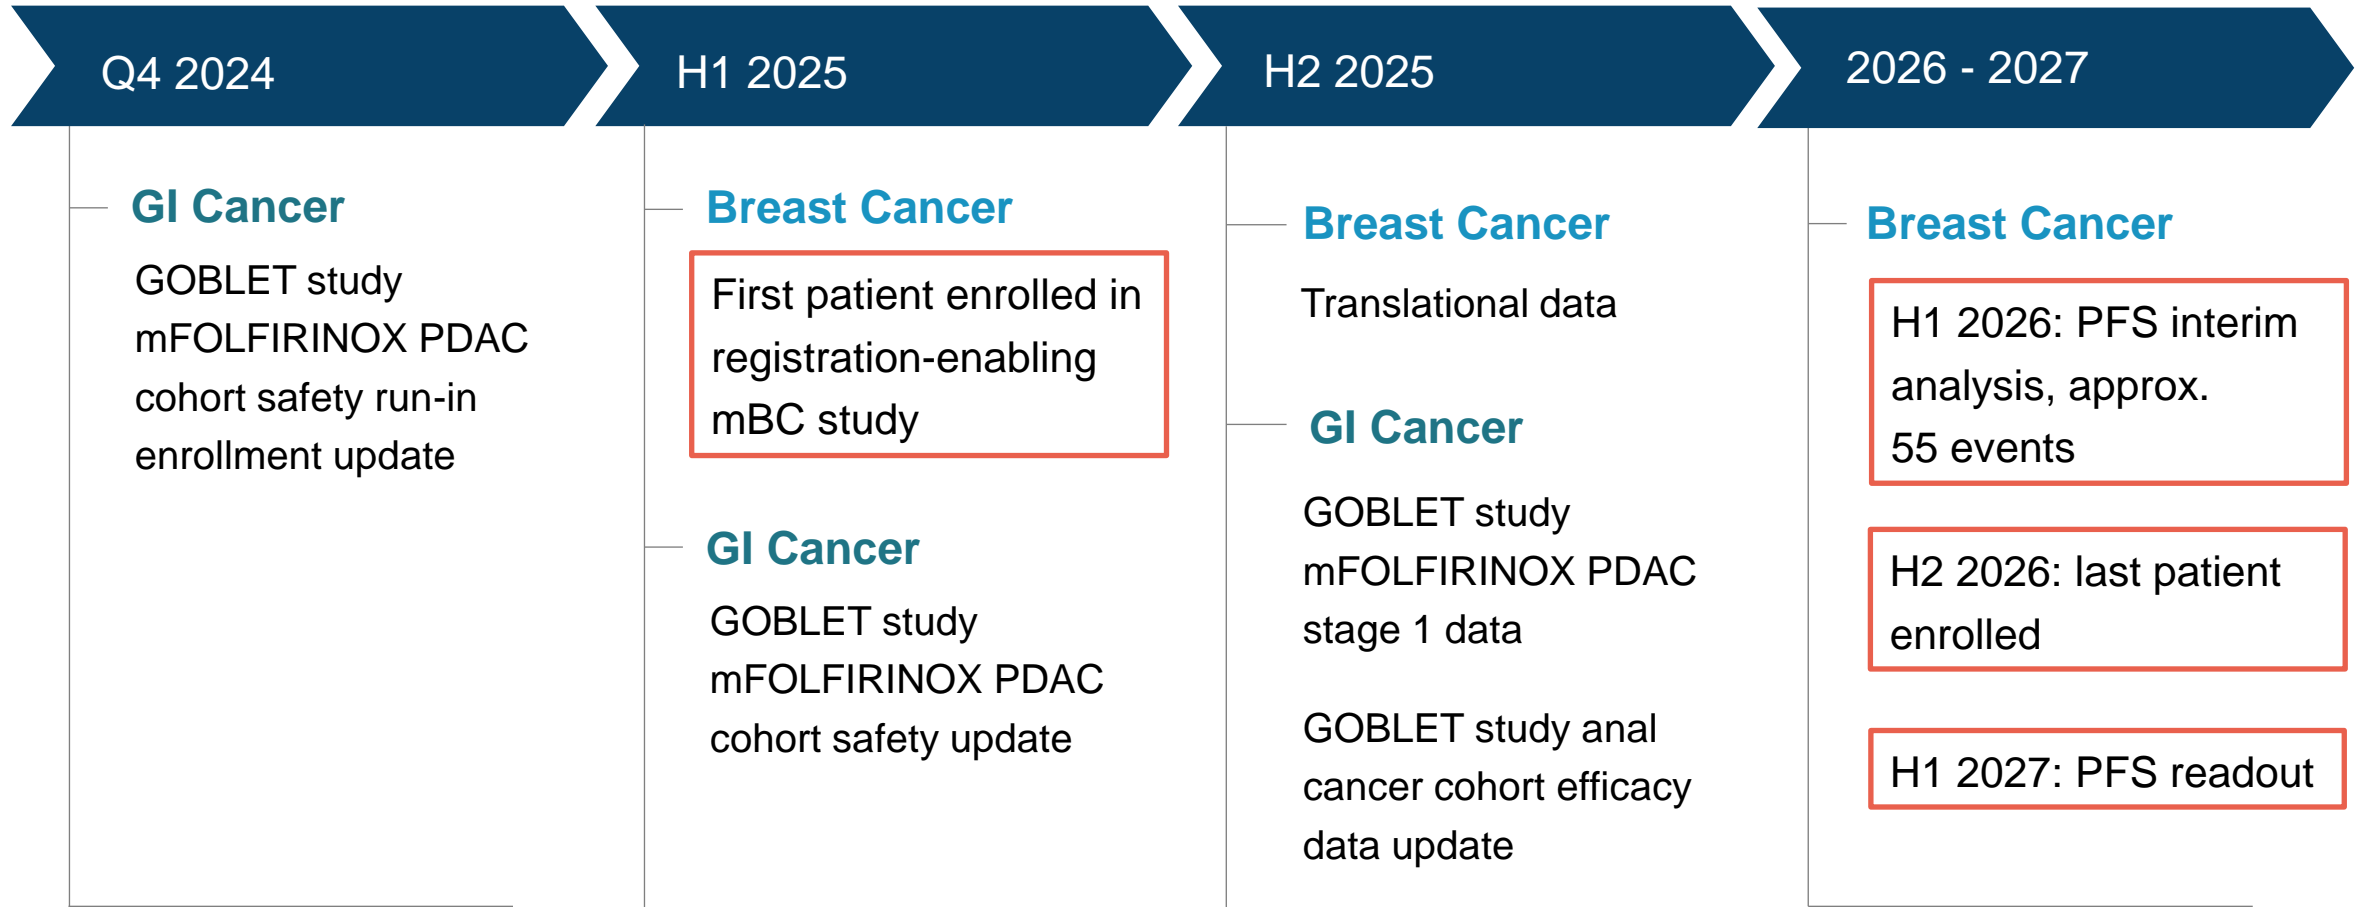 Q4 2024
GI Cancer
GOBLET study
mFOLFIRINOX PDAC
cohort safety run-in
enrollment update
H1 2025
Breast Cancer
First patient enrolled in
registration-enabling
mBC study
GI Cancer
GOBLET study
mFOLFIRINOX PDAC
cohort safety update
H2 2025
Breast Cancer
Translational data
GI Cancer
GOBLET study
mFOLFIRINOX PDAC
stage 1 data
GOBLET study anal
cancer cohort efficacy
data update
2026 - 2027
Breast Cancer
H1 2026: PFS interim
analysis, approx.
55 events
H2 2026: last patient
enrolled
H1 2027: PFS readout